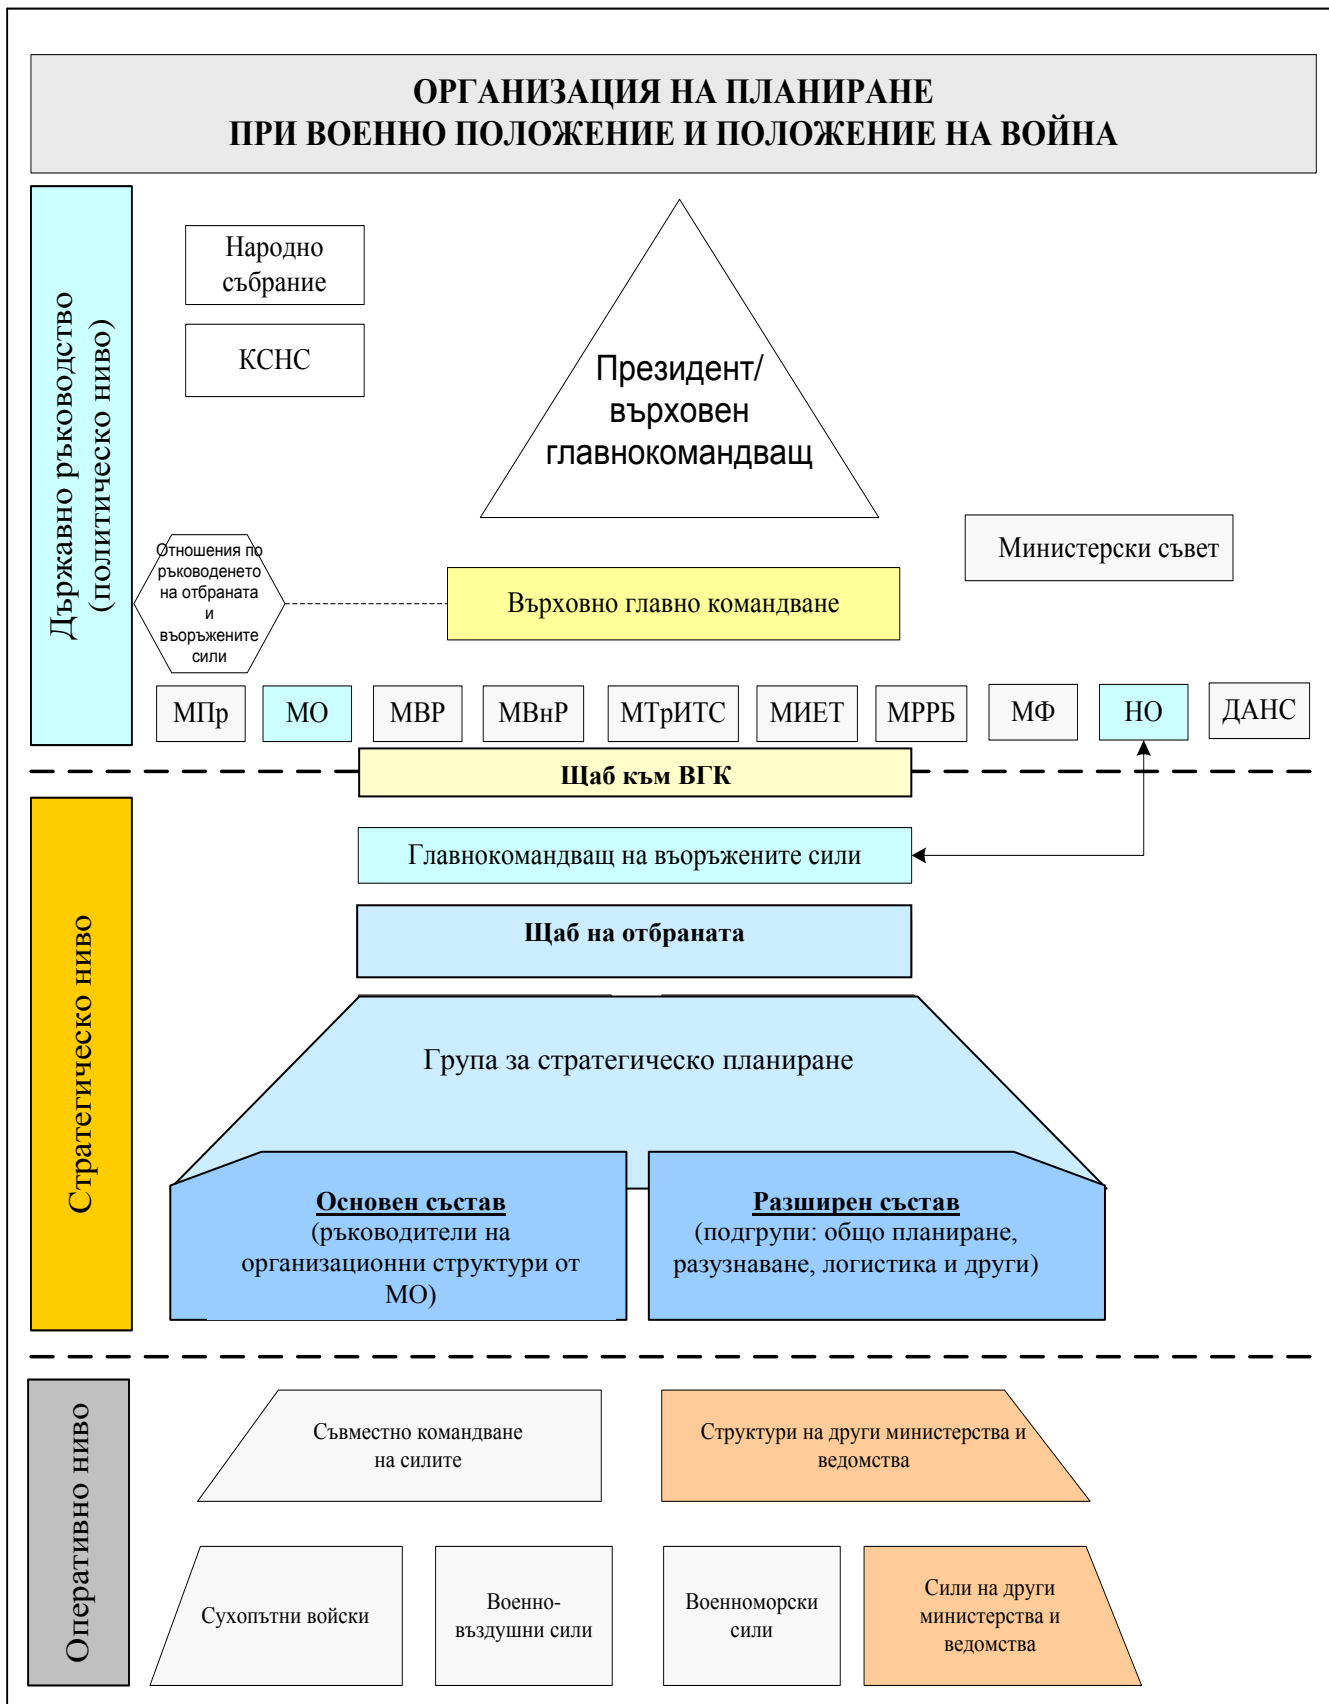 ОРГАНИЗАЦИЯ НА ПЛАНИРАНЕ
ПРИ ВОЕННО ПОЛОЖЕНИЕ И ПОЛОЖЕНИЕ НА ВОЙНА
Държавно ръководство
(политическо ниво)
Народно
събрание
КСНС
Президент/
върховен
главнокомандващ
Министерски съвет
Отношения по
ръководенето
на отбраната
и
въоръжените
сили
Върховно главно командване
МПр
МО
МВР
МВнР
МТрИТС
МИЕТ
МРРБ
МФ
НО
ДАНС
Щаб към ВГК
Стратегическо ниво
Главнокомандващ на въоръжените сили
Щаб на отбраната
Група за стратегическо планиране
Основен състав
(ръководители на
организационни структури от
МО)
Разширен състав
(подгрупи: общо планиране,
разузнаване, логистика и други)
Оперативно ниво
Съвместно командване
на силите
Структури на други министерства и
ведомства
Сухопътни войски
Военно-
въздушни сили
Военноморски
сили
Сили на други
министерства и
ведомства